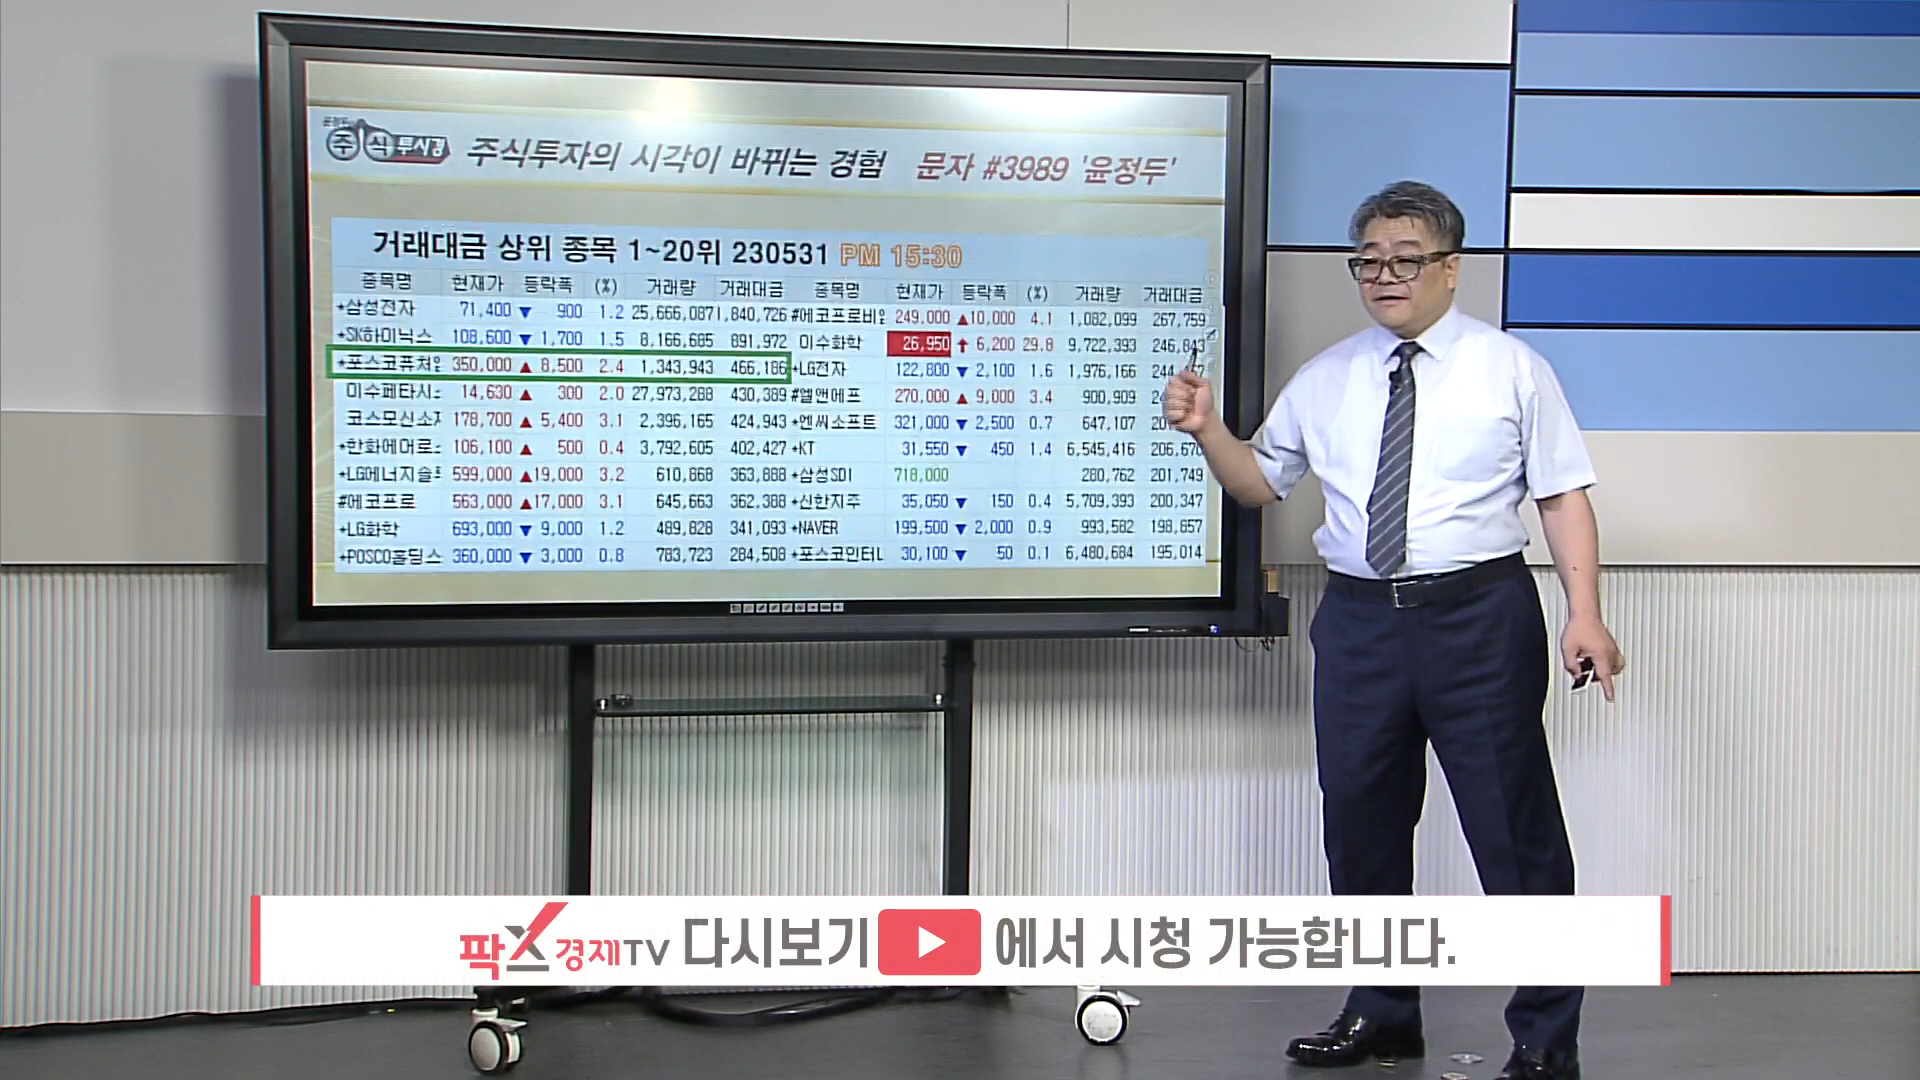 주식투시경 주식투자의 시각이 바뀌는 경험 문자 #3989 '윤정두'
거래대금 상위 종목 1~20위 230531 PM 15:30
종목명 현재가 등락폭 (%) 거래량 거래대금 종목명 현재가 등락폭 (%) 거래량 거래대금
*삼성전자 71,400 ▼ 900 1.2 25,666,087 1,840,726 #에코프로비 249,000 ▲10,000 4.1 1,082,099 267,759
*SK하이닉스 108,600 ▼ 1,700 1.5 8,166,685 891,972 이수화학 26,950 ↑ 6,200 29.8 9,722,393 246,843
*포스코퓨처 350,000 ▲ 8,500 2.4 1,343,943 466,186 *LG전자 122,800 ▼ 2,100 1.6 1,976,166
이수페타시 14,630 ▲ 300 2.0 27,973,288 430,389 #엘앤에프 270,000 ▲ 9,000 3.4 900,909
코스모신소 178,700 ▲ 5,400 3.1 2,396,165 424,943 *엔씨소프트 321,000 ▼ 2,500 0.7 647,107
*한화에어로 106,100 ▲ 500 0.4 3,792,605 402,427 *KT 31,550 ▼ 450 1.4 6,545,416 206,670
*LG에너지솔 599,000 ▲19,000 3.2 610,868 363,888 *삼성SDI 718,000 280,762 201,749
#에코프로 563,000 ▲17,000 3.1 645,663 362,388 *신한지주 35,050 ▼ 150 0.4 5,709,393 200,347
*LG화학 693,000 ▼ 9,000 1.2 489,828 341,093 *NAVER 199,500 ▼ 2,000 0.9 993,582 198,857
*POSCO홀딩스 360,000 ▼ 3,000 0.8 783,723 284,508 *포스코인터 30,100 ▼ 50 0.1 6,480,684 195,014
팍스경제TV 다시보기 에서 시청 가능합니다.